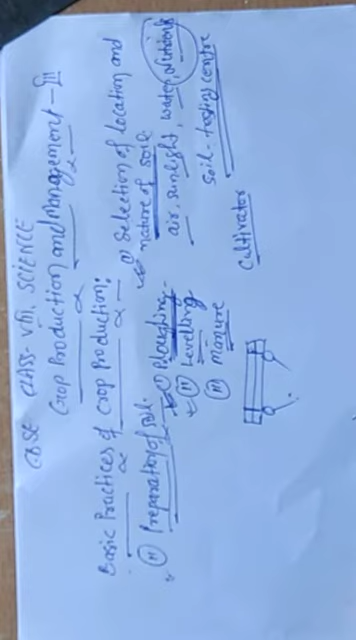 CBSE CLASS-VIII, SCIENCE
Crop Production and Management - II
Basic Practices of Crop Production:
(i) Selection of location and
nature of soil:
air, sunlight, water, nutrients
Soil-testing centre
(ii) Preparation of Soil.
(i) Ploughing-
(ii) Levelling
(iii) Manure
Cultivator